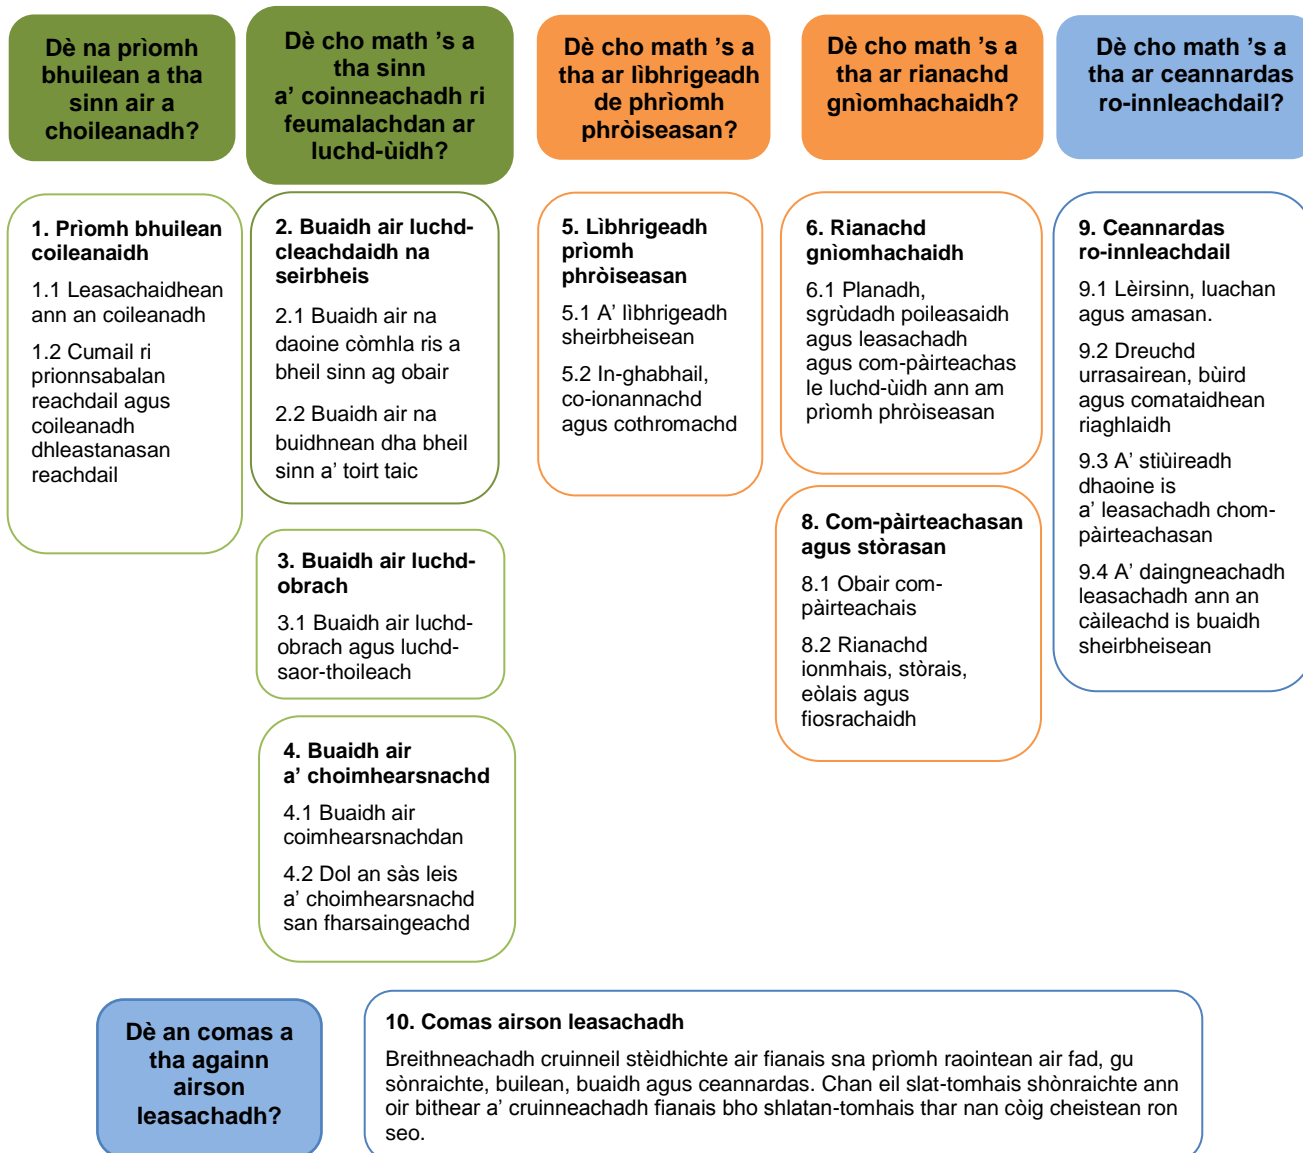 Dè na prìomh
bhuilean a tha
sinn air a
choileanadh?
Dè cho math ’s a
tha sinn
a’ coinneachadh ri
feumalachdan ar
luchd-ùidh?
Dè cho math ’s a
tha ar lìbhrigeadh
de phrìomh
phròiseasan?
Dè cho math ’s a
tha ar rianachd
gnìomhachaidh?
Dè cho math ’s a
tha ar ceannardas
ro-innleachdail?
1. Prìomh bhuilean
coileanaidh
1.1 Leasachaidhean
ann an coileanadh
1.2 Cumail ri
prionnsabalan
reachdail agus
coileanadh
dhleastanasan
reachdail
2. Buaidh air luchd-
cleachdaidh na
seirbheis
2.1 Buaidh air na
daoine còmhla ris a
bheil sinn ag obair
2.2 Buaidh air na
buidhnean dha bheil
sinn a’ toirt taic
3. Buaidh air luchd-
obrach
3.1 Buaidh air luchd-
obrach agus luchd-
saor-thoileach
4. Buaidh air
a’ choimhearsnachd
4.1 Buaidh air
coimhearsnachdan
4.2 Dol an sàs leis
a’ choimhearsnachd
san fharsaingeachd
5. Lìbhrigeadh
prìomh
phròiseasan
5.1 A’ lìbhrigeadh
sheirbheisean
5.2 In-ghabhail,
co-ionannachd
agus cothromachd
6. Rianachd
gnìomhachaidh
6.1 Planadh,
sgrùdadh poileasaidh
agus leasachadh
agus com-pàirteachas
le luchd-ùidh ann am
prìomh phròiseasan
8. Com-pàirteachasan
agus stòrasan
8.1 Obair com-
pàirteachais
8.2 Rianachd
ionmhais, stòrais,
eòlais agus
fiosrachaidh
9. Ceannardas
ro-innleachdail
9.1 Lèirsinn, luachan
agus amasan.
9.2 Dreuchd
urrasairean, bùird
agus comataidhean
riaghlaidh
9.3 A’ stiùireadh
dhaoine is
a’ leasachadh chom-
pàirteachasan
9.4 A’ daingneachadh
leasachadh ann an
càileachd is buaidh
sheirbheisean
Dè an comas a
tha againn
airson
leasachadh?
10. Comas airson leasachadh
Breithneachadh cruinneil stèidhichte air fianais sna prìomh raointean air fad, gu
sònraichte, builean, buaidh agus ceannardas. Chan eil slat-tomhais shònraichte ann
oir bithear a’ cruinneachadh fianais bho shlatan-tomhais thar nan còig cheistean ron
seo.